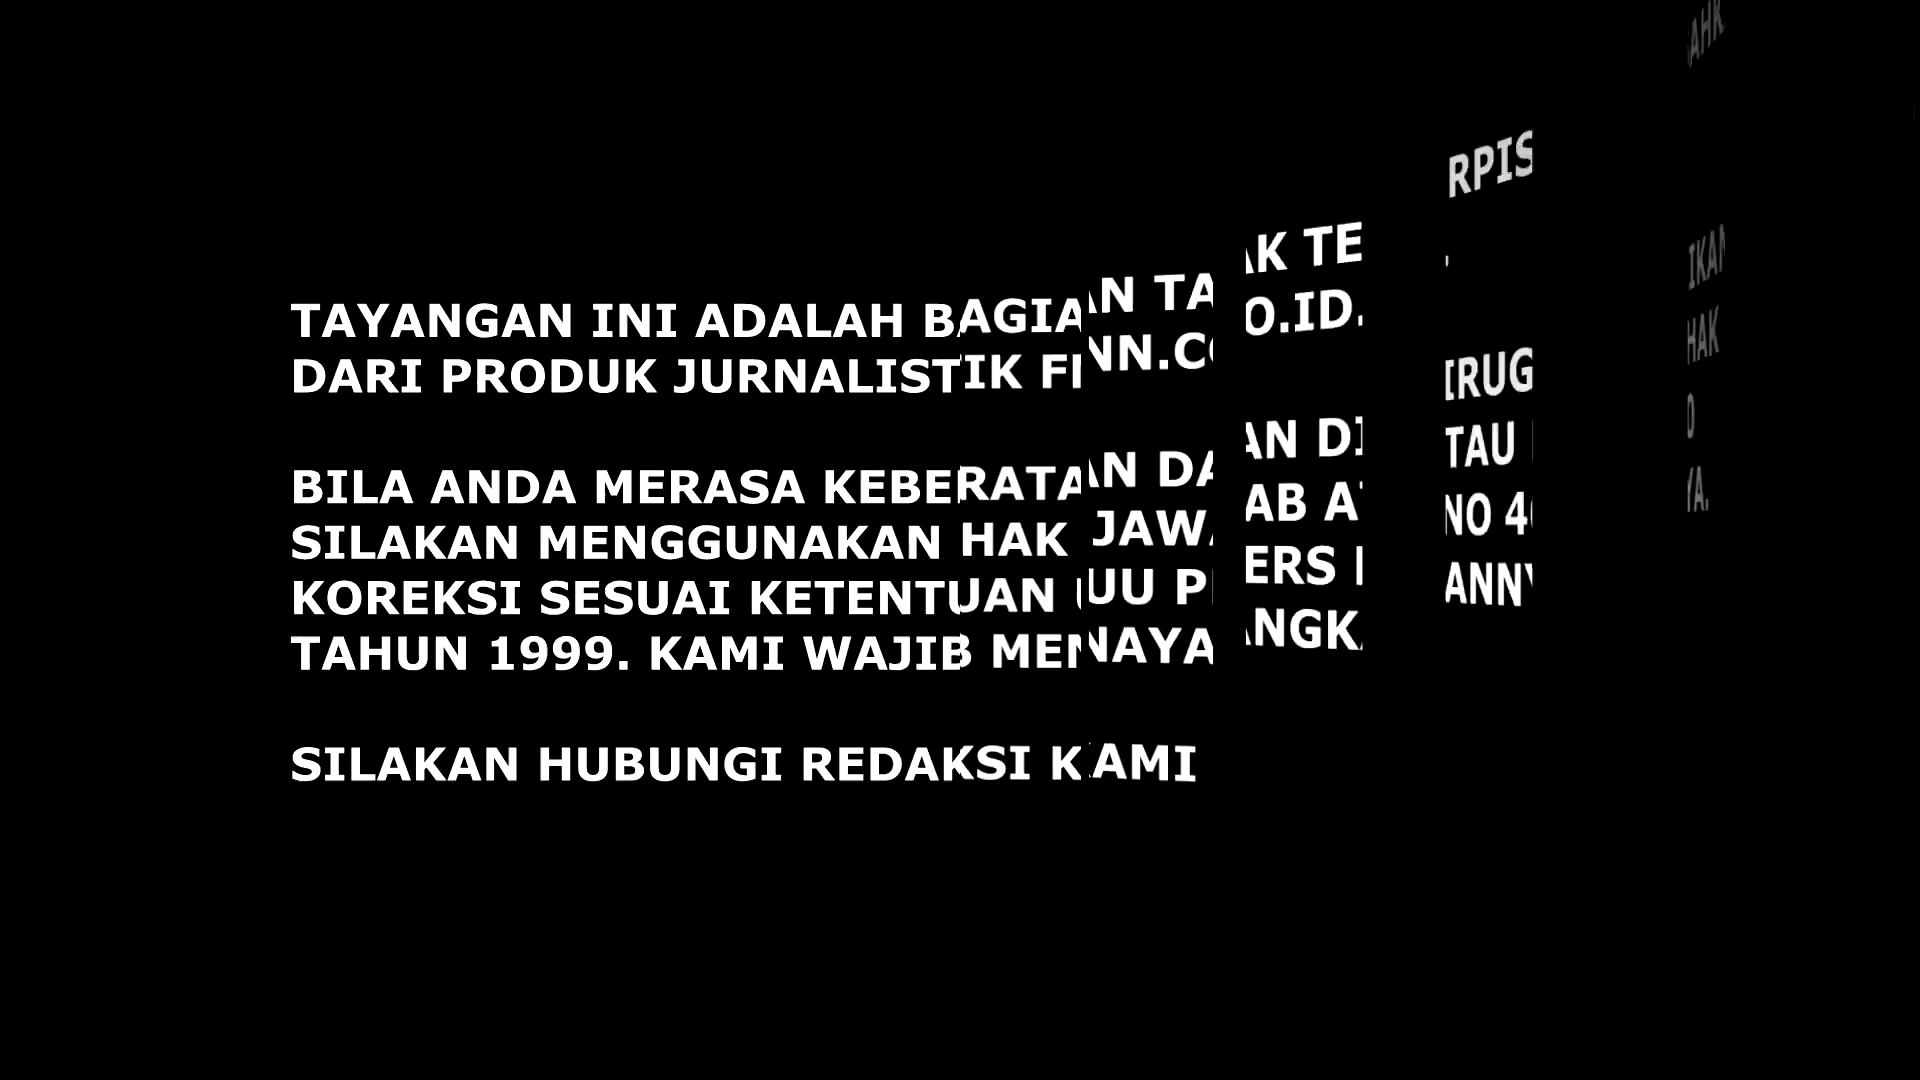 TAYANGAN INI ADALAH BAGIAN TAK TERPISAHKAN
DARI PRODUK JURNALISTIK FNN.CO.ID.
BILA ANDA MERASA KEBERATAN DAN DIRUGIKAN
SILAKAN MENGGUNAKAN HAK JAWAB ATAU HAK
KOREKSI SESUAI KETENTUAN UU PERS NO 40
TAHUN 1999. KAMI WAJIB MENAYANGKANNYA.
SILAKAN HUBUNGI REDAKSI KAMI